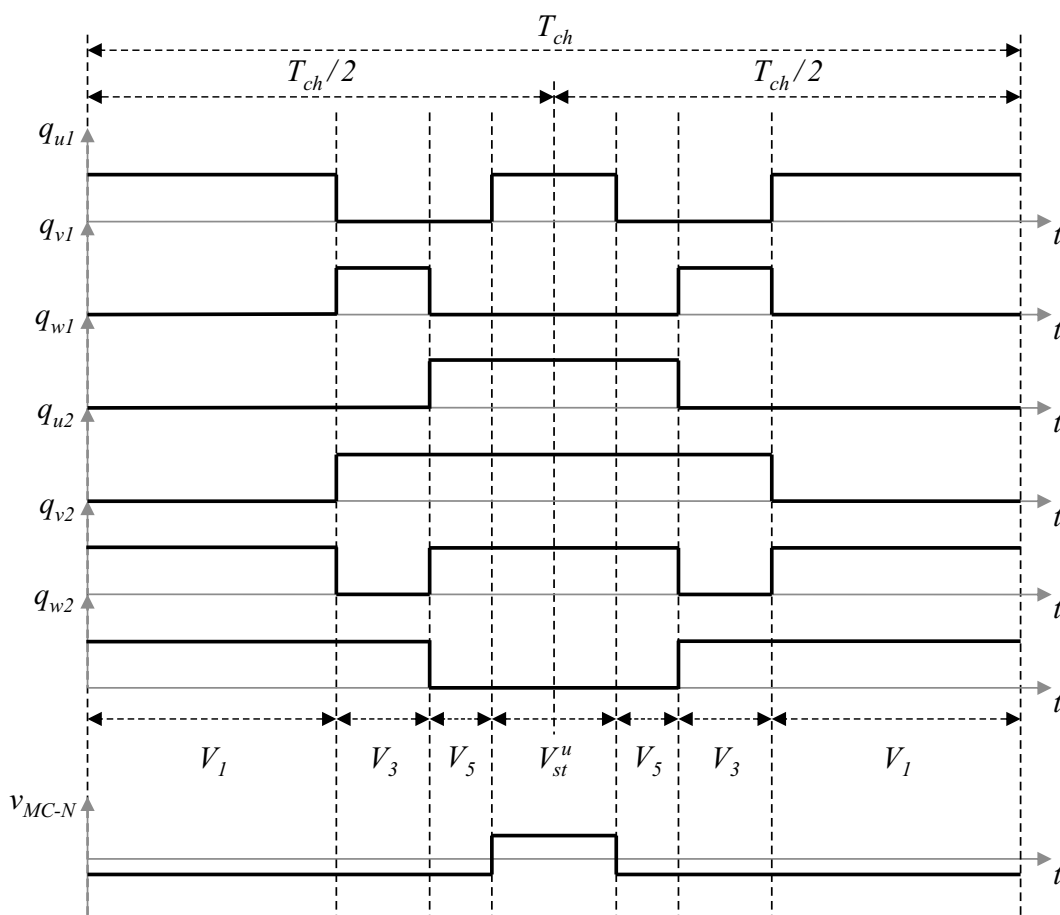 T_ch
T_ch/2 T_ch/2
q_u1
t
q_v1
t
q_w1
t
q_u2
t
q_v2
t
q_w2
t
V_1 V_3 V_5 V_st^u V_5 V_3 V_1
v_MC-N
t